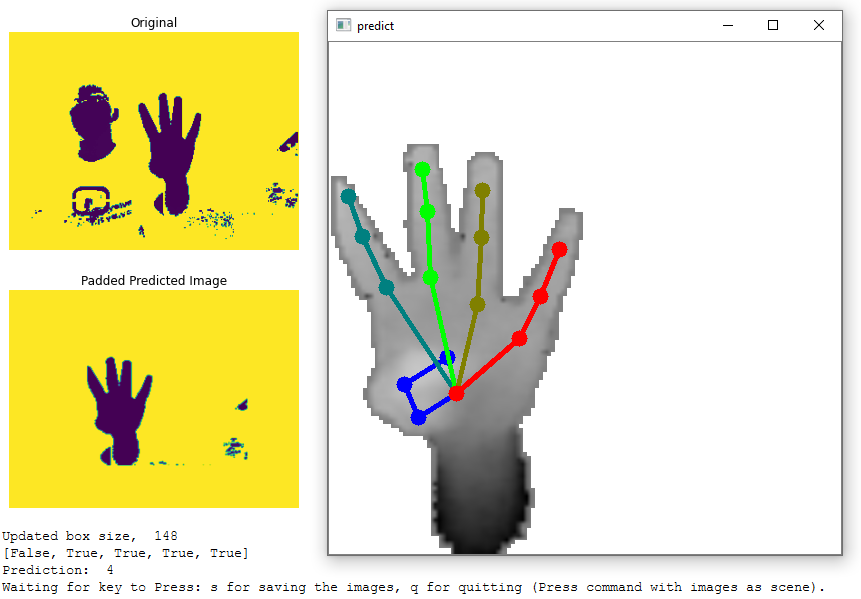 Original
predict
Padded Predicted Image
Updated box size,  148
[False, True, True, True, True]
Prediction:  4
Waiting for key to Press: s for saving the images, q for quitting (Press command with images as scene).